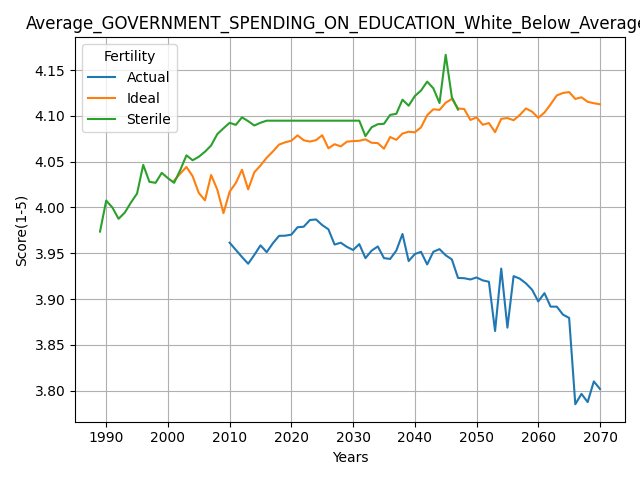 Average_GOVERNMENT_SPENDING_ON_EDUCATION_White_Below_Average
Fertility
Actual
Ideal
Sterile
Score(1-5)
4.15
4.10
4.05
4.00
3.95
3.90
3.85
3.80
1990 2000 2010 2020 2030 2040 2050 2060 2070
Years